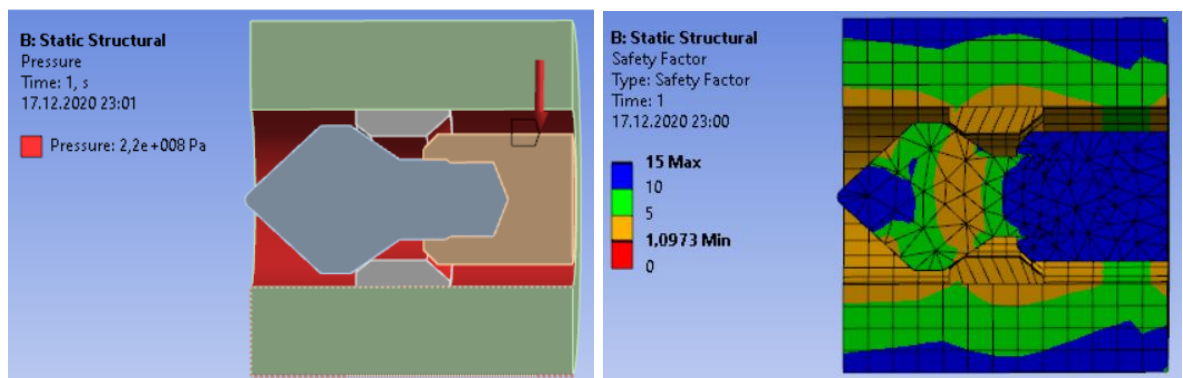 B: Static Structural
Pressure
Time: 1, s
17.12.2020 23:01
Pressure: 2,2e+008 Pa
B: Static Structural
Safety Factor
Type: Safety Factor
Time: 1
17.12.2020 23:00
15 Max
10
5
1,0973 Min
0